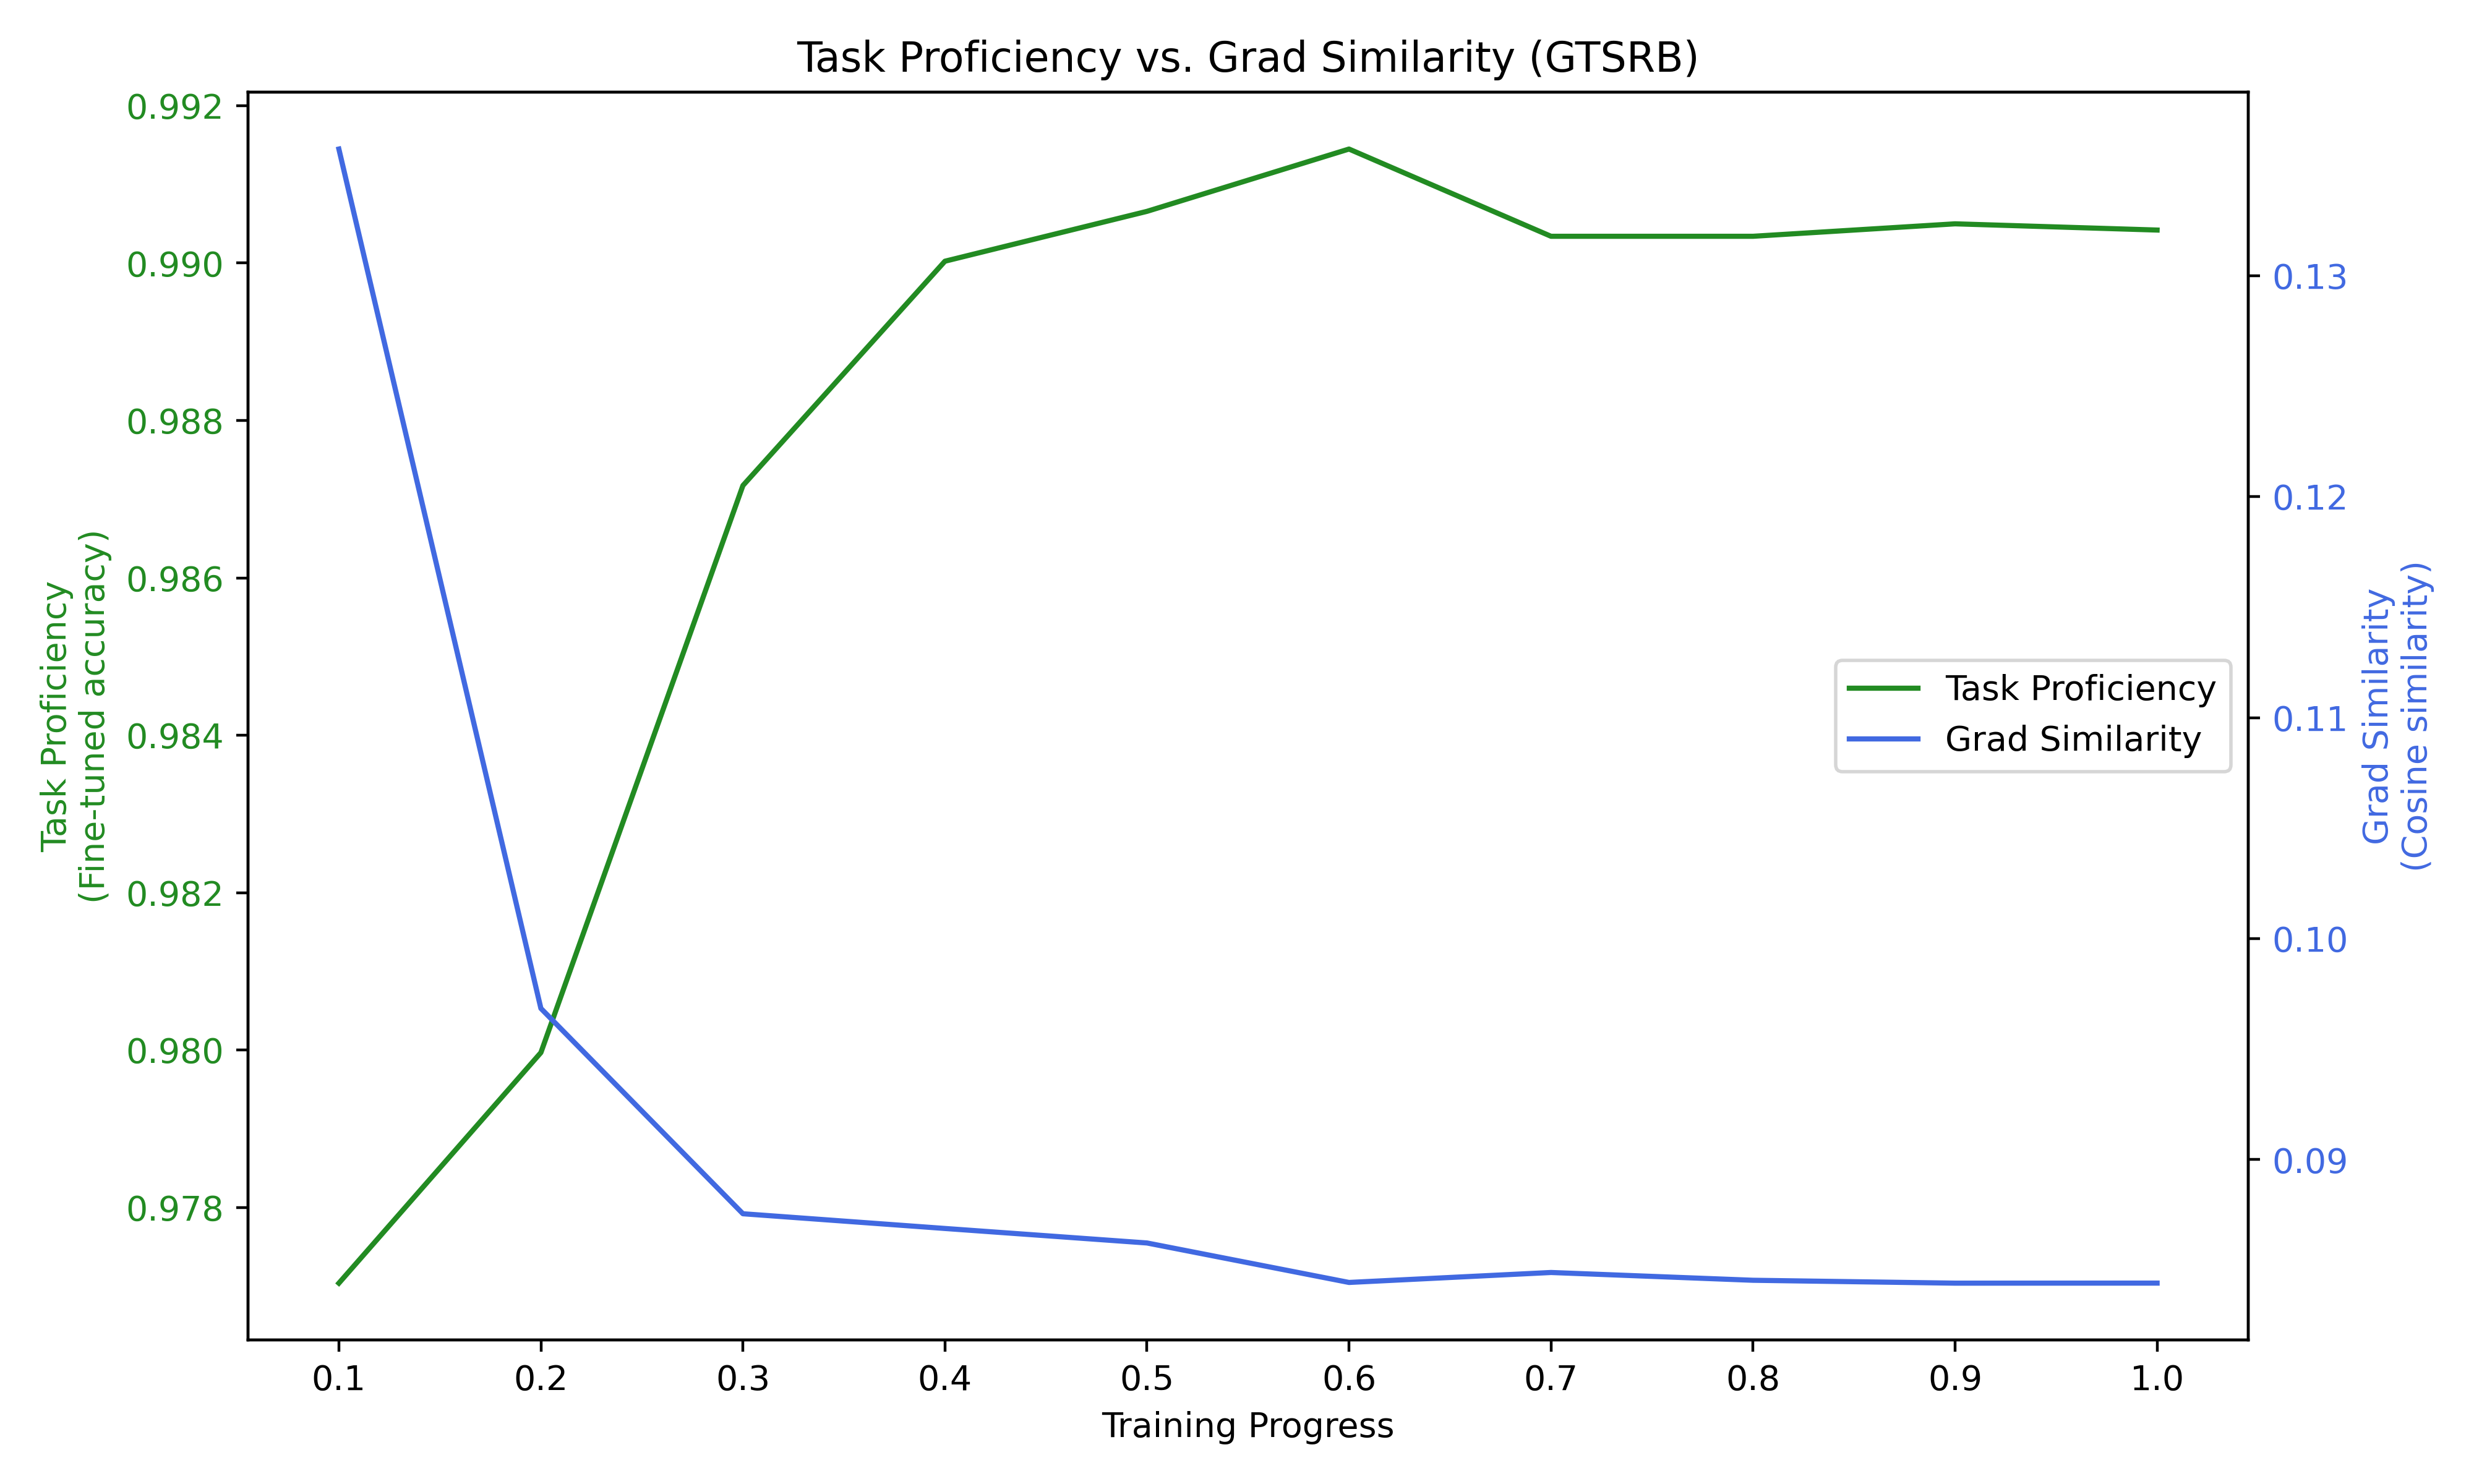 Task Proficiency vs. Grad Similarity (GTSRB)
0.992
0.990
0.988
0.986
0.984
0.982
0.980
0.978
Task Proficiency
(Fine-tuned accuracy)
0.13
0.12
0.11
0.10
0.09
Grad Similarity
(Cosine similarity)
Task Proficiency
Grad Similarity
0.1 0.2 0.3 0.4 0.5 0.6 0.7 0.8 0.9 1.0
Training Progress